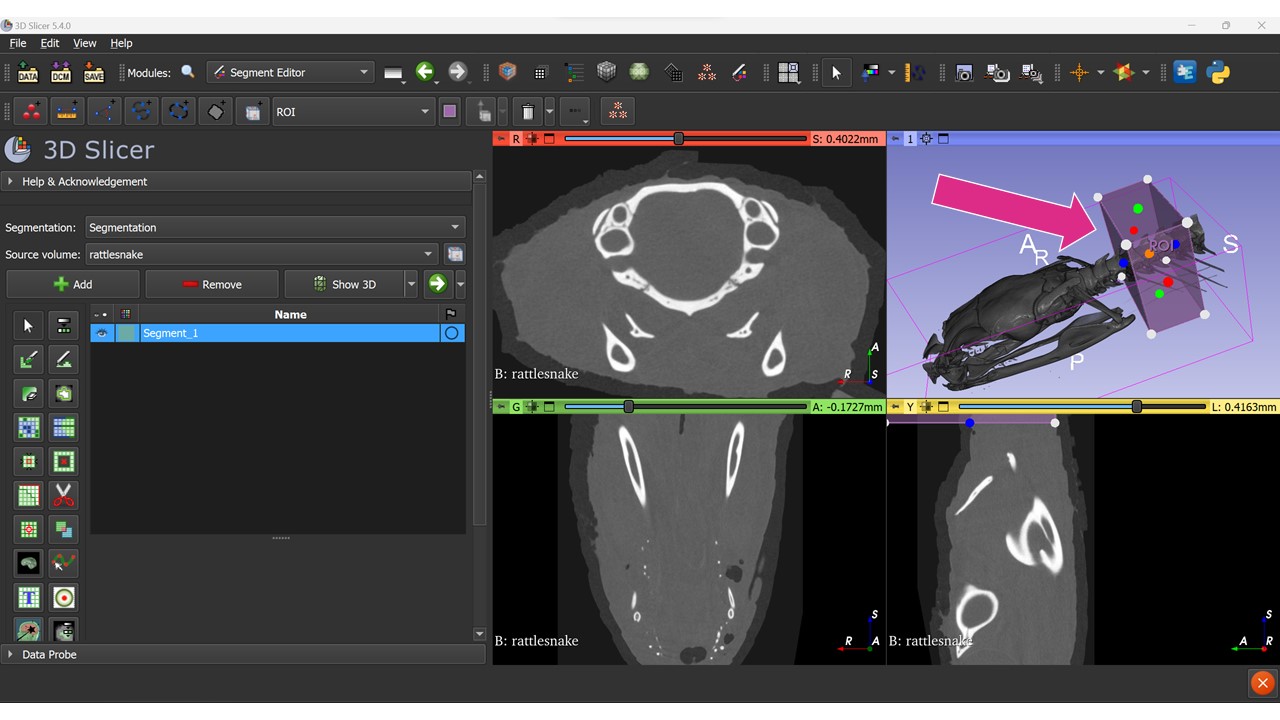 3D Slicer 5.4.0
File Edit View Help
DATA DCM SAVE Modules: Segment Editor
ROI
3D Slicer
Help & Acknowledgement
Segmentation: Segmentation
Source volume: rattlesnake
Add Remove Show 3D
Name
Segment_1
Data Probe
R S: 0.4022mm
B: rattlesnake
A
R S
1
A
R
S
P
ROI
G A: -0.1727mm
B: rattlesnake
S
R A
Y L: 0.4163mm
B: rattlesnake
S
A R